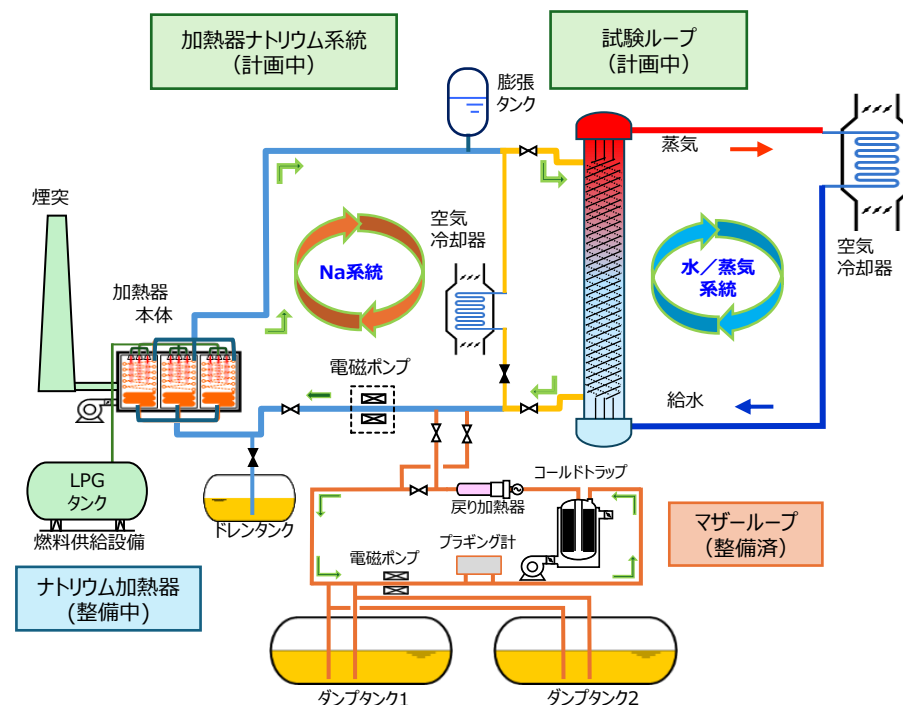 加熱器ナトリウム系統
（計画中）
試験ループ
（計画中）
膨張
タンク
蒸気
煙突
空気
冷却器
空気
冷却器
Na系統
水／蒸気
系統
加熱器
本体
電磁ポンプ
給水
LPG
タンク
燃料供給設備
ドレンタンク
コールドトラップ
戻り加熱器
マザーループ
（整備済）
プラギング計
電磁ポンプ
ナトリウム加熱器
(整備中)
ダンプタンク1
ダンプタンク2